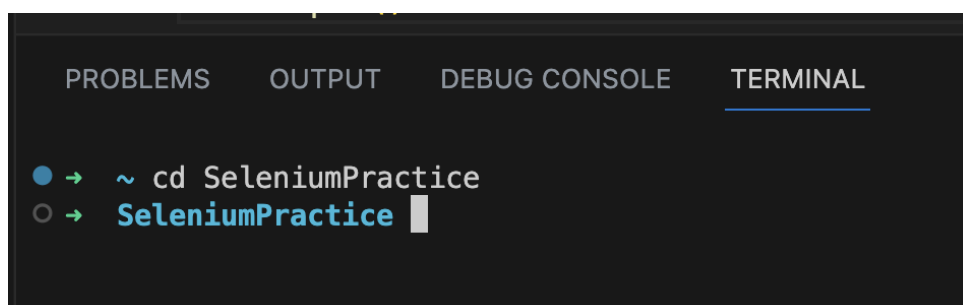 PROBLEMS OUTPUT DEBUG CONSOLE TERMINAL
→ ~ cd SeleniumPractice
→ SeleniumPractice